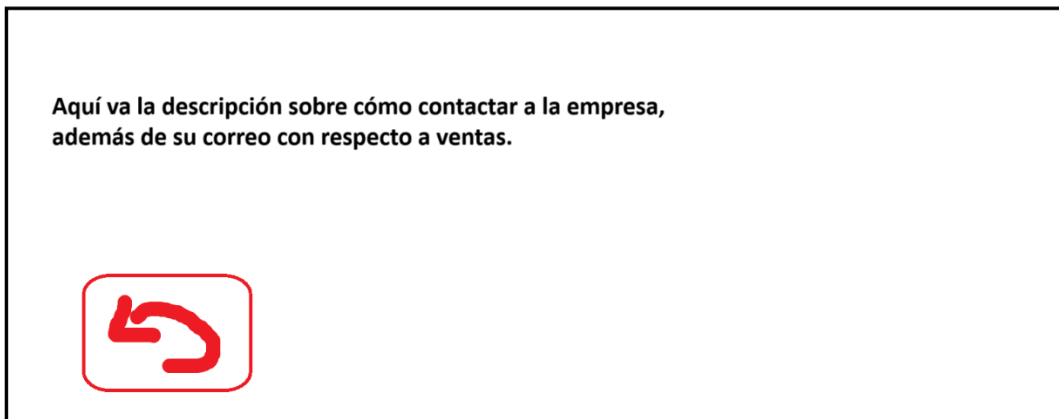 Aquí va la descripción sobre cómo contactar a la empresa,
además de su correo con respecto a ventas.